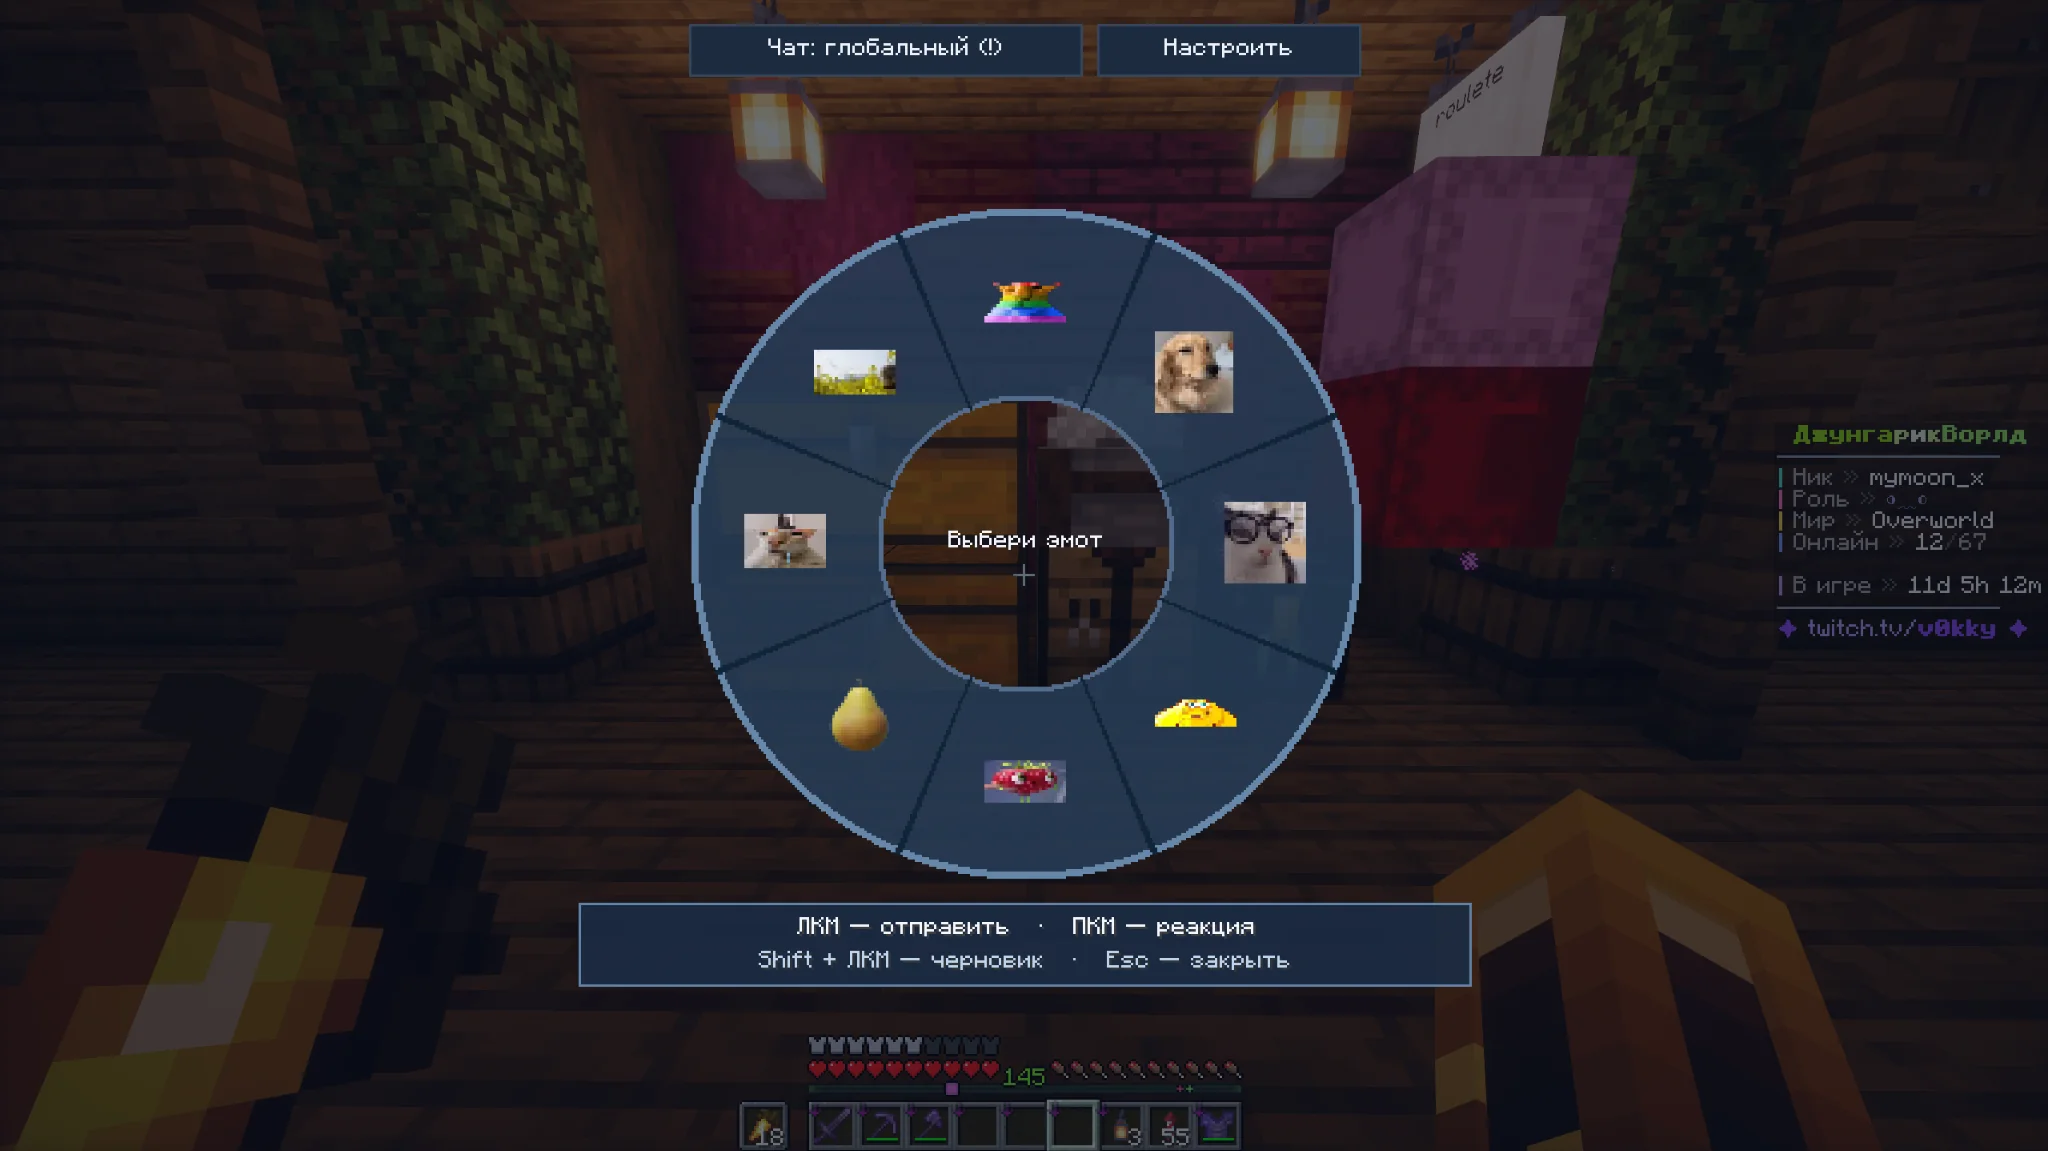 Чат: глобальный (!)
Настроить
roulete
ДжунгарикВорлд
Ник » mymoon_x
Роль »
Мир » Overworld
Онлайн » 12/67
В игре » 11d 5h 12m
twitch.tv/v0kky
Выбери эмот
ЛКМ — отправить · ПКМ — реакция
Shift + ЛКМ — черновик · Esc — закрыть
145
18
3
55